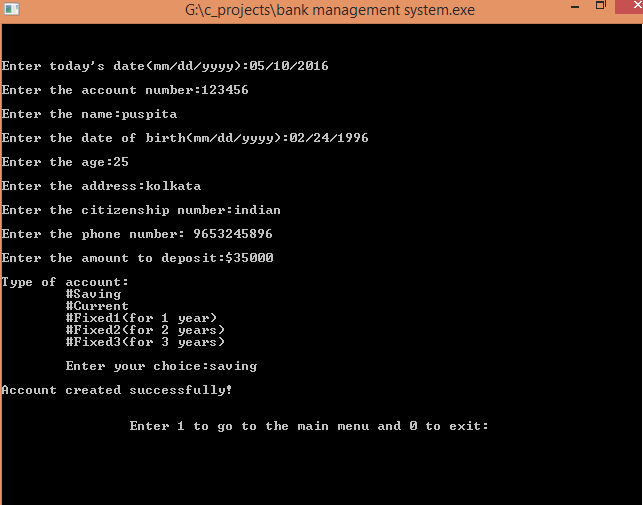 G:\c_projects\bank management system.exe
Enter today's date(mm/dd/yyyy):05/10/2016
Enter the account number:123456
Enter the name:puspita
Enter the date of birth(mm/dd/yyyy):02/24/1996
Enter the age:25
Enter the address:kolkata
Enter the citizenship number:indian
Enter the phone number: 9653245896
Enter the amount to deposit:$35000
Type of account:
#Saving
#Current
#Fixed1(for 1 year)
#Fixed2(for 2 years)
#Fixed3(for 3 years)
Enter your choice:saving
Account created successfully!
Enter 1 to go to the main menu and 0 to exit: